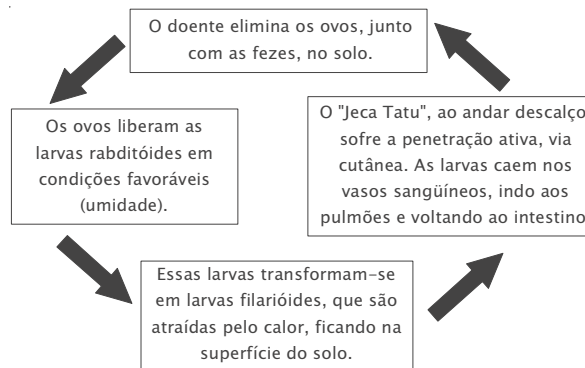 O doente elimina os ovos, junto
com as fezes, no solo.
Os ovos liberam as
larvas rabditóides em
condições favoráveis
(umidade).
Essas larvas transformam-se
em larvas filarióides, que são
atraídas pelo calor, ficando na
superfície do solo.
O "Jeca Tatu", ao andar descalço
sofre a penetração ativa, via
cutânea. As larvas caem nos
vasos sangüíneos, indo aos
pulmões e voltando ao intestino